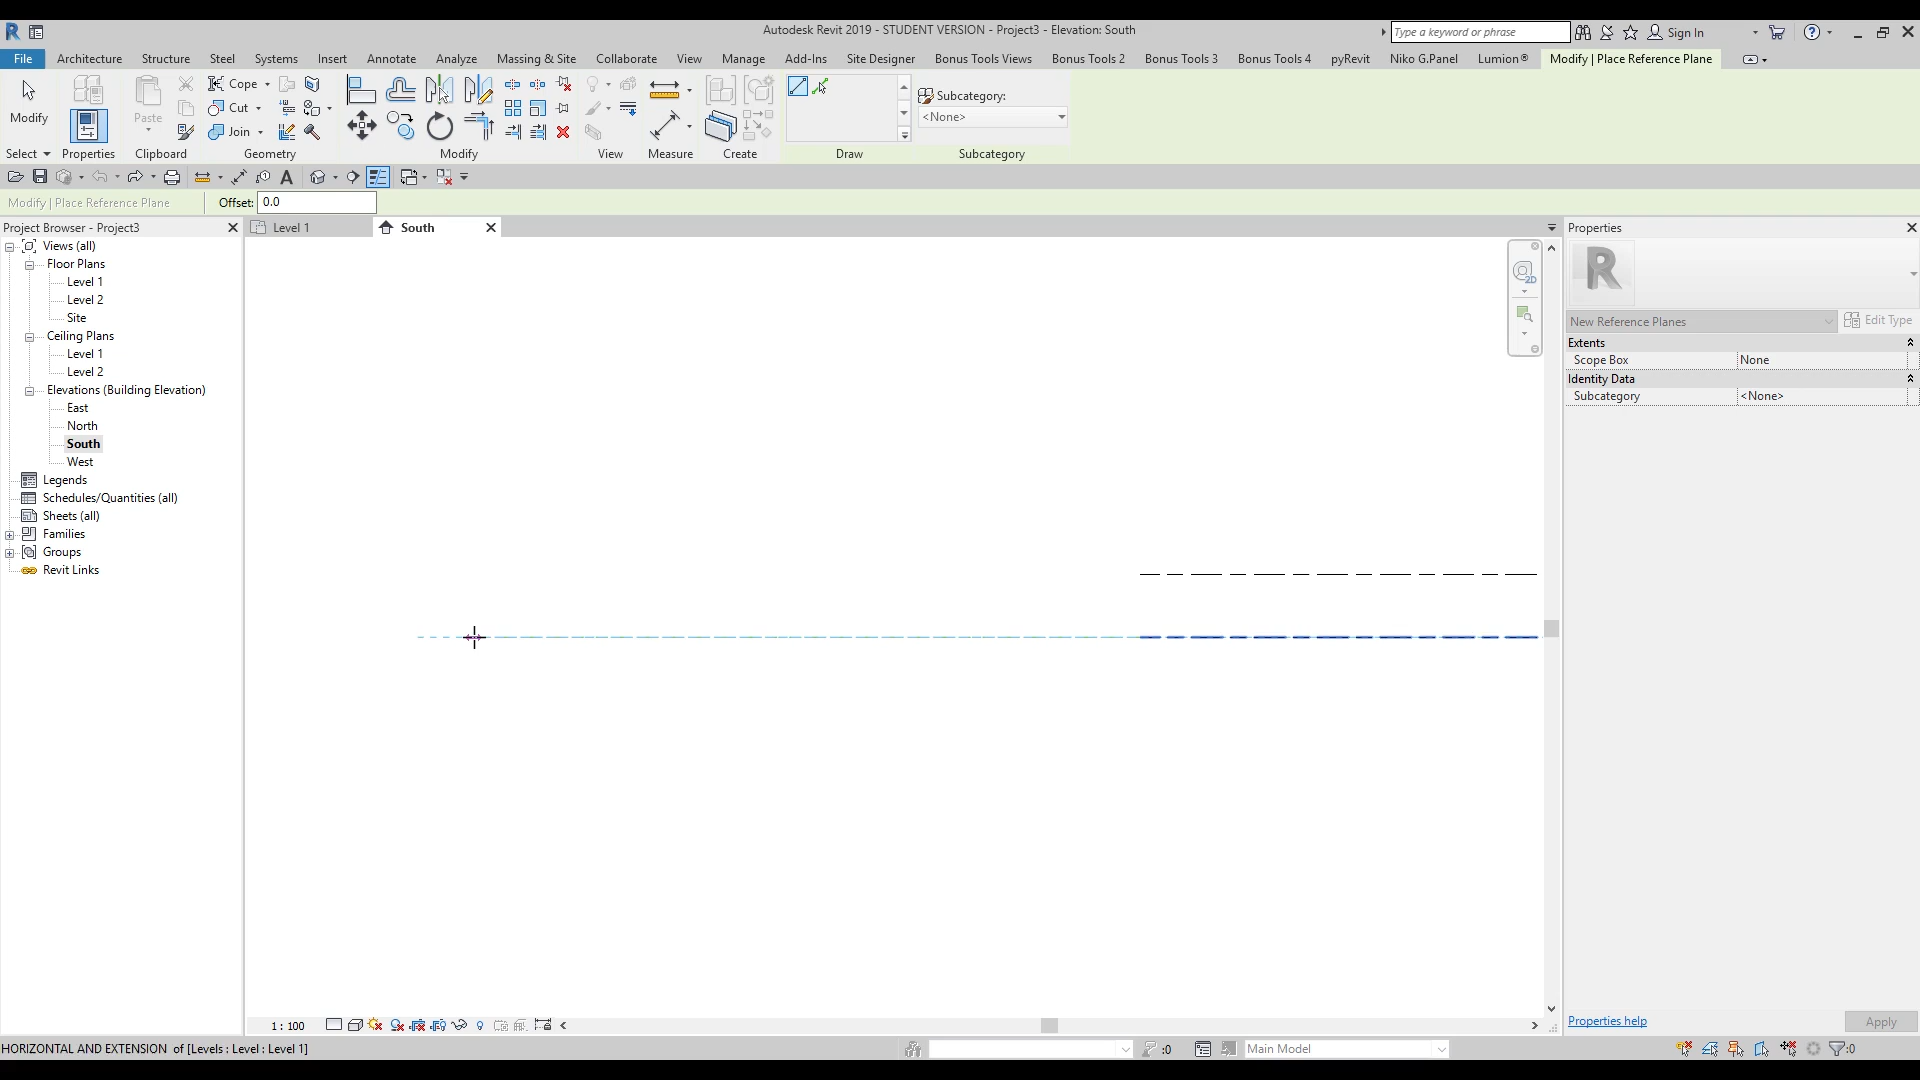 Autodesk Revit 2019 - STUDENT VERSION - Project3 - Elevation: South
Type a keyword or phrase
Sign In
File Architecture Structure Steel Systems Insert Annotate Analyze Massing & Site Collaborate View Manage Add-Ins Site Designer Bonus Tools Views Bonus Tools 2 Bonus Tools 3 Bonus Tools 4 pyRevit Niko G.Panel Lumion® Modify | Place Reference Plane
Modify
Paste
Cope
Cut
Join
Subcategory:
<None>
Select Properties Clipboard Geometry Modify View Measure Create Draw Subcategory
Modify | Place Reference Plane Offset: 0.0
Project Browser - Project3
Level 1
South
Properties
Views (all)
Floor Plans
Level 1
Level 2
Site
Ceiling Plans
Level 1
Level 2
Elevations (Building Elevation)
East
North
South
West
Legends
Schedules/Quantities (all)
Sheets (all)
Families
Groups
Revit Links
2D
R
New Reference Planes
Edit Type
Extents
Scope Box None
Identity Data
Subcategory <None>
1 : 100
Properties help
Apply
HORIZONTAL AND EXTENSION of [Levels : Level : Level 1]
:0
Main Model
:0